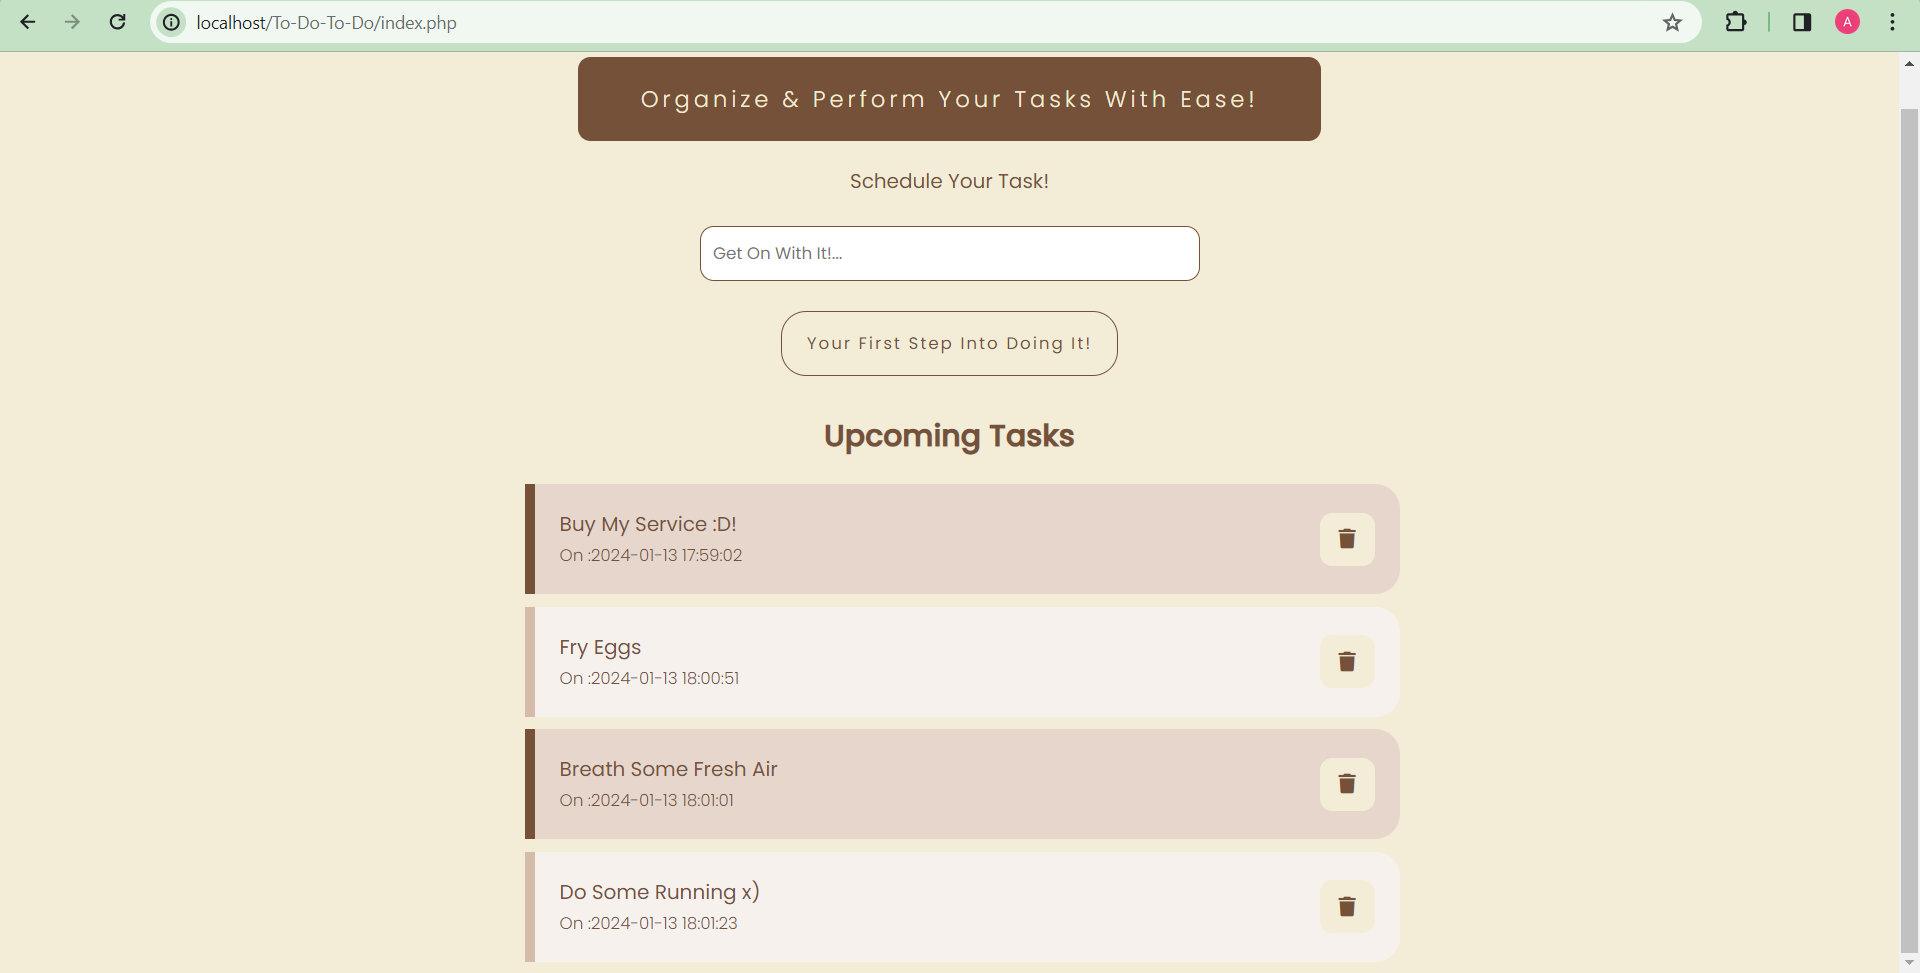 localhost/To-Do-To-Do/index.php
A
Organize & Perform Your Tasks With Ease!
Schedule Your Task!
Get On With It!...
Your First Step Into Doing It!
Upcoming Tasks
Buy My Service :D!
On :2024-01-13 17:59:02
Fry Eggs
On :2024-01-13 18:00:51
Breath Some Fresh Air
On :2024-01-13 18:01:01
Do Some Running x)
On :2024-01-13 18:01:23